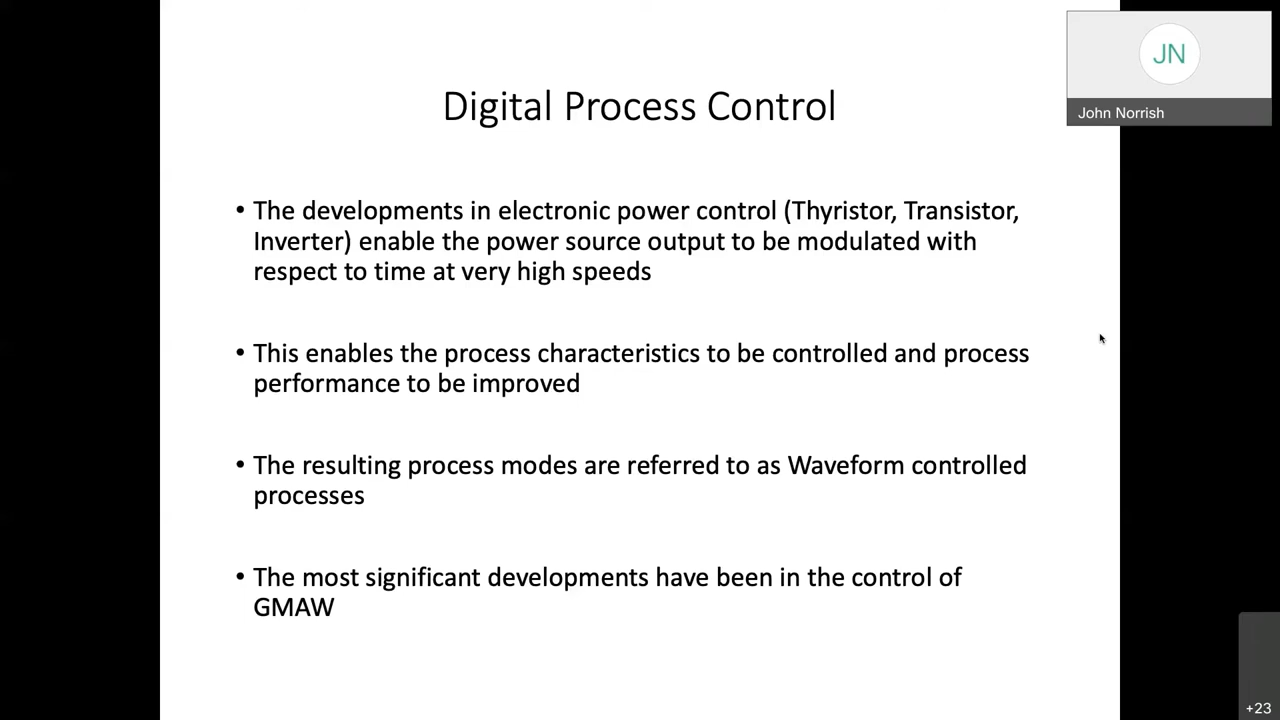 JN
John Norrish
Digital Process Control
• The developments in electronic power control (Thyristor, Transistor,
Inverter) enable the power source output to be modulated with
respect to time at very high speeds
• This enables the process characteristics to be controlled and process
performance to be improved
• The resulting process modes are referred to as Waveform controlled
processes
• The most significant developments have been in the control of
GMAW
+23